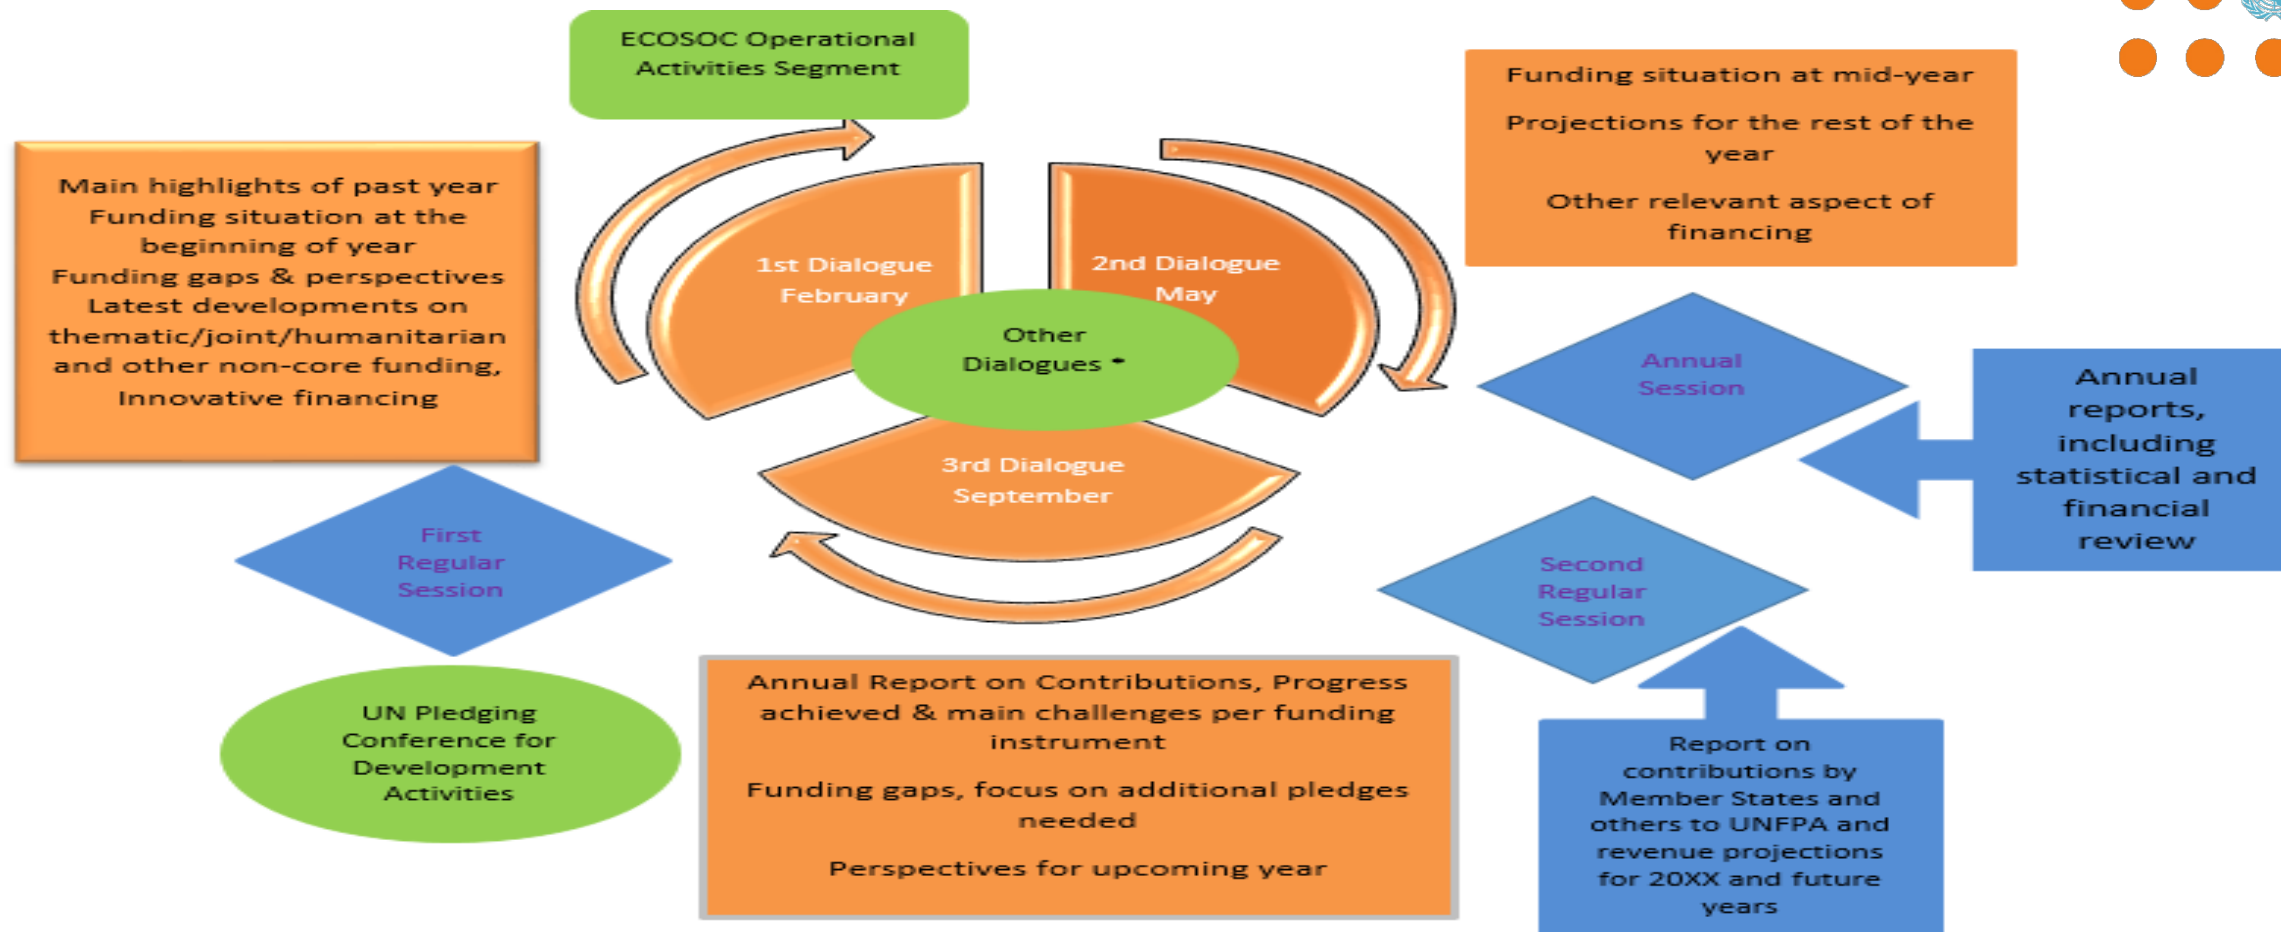 ECOSOC Operational
Activities Segment
Main highlights of past year
Funding situation at the
beginning of year
Funding gaps & perspectives
Latest developments on
thematic/joint/humanitarian
and other non-core funding,
Innovative financing
1st Dialogue
February
2nd Dialogue
May
Other
Dialogues *
3rd Dialogue
September
Funding situation at mid-year
Projections for the rest of the
year
Other relevant aspect of
financing
Annual
Session
Annual
reports,
including
statistical and
financial
review
First
Regular
Session
Second
Regular
Session
UN Pledging
Conference for
Development
Activities
Annual Report on Contributions, Progress
achieved & main challenges per funding
instrument
Funding gaps, focus on additional pledges
needed
Perspectives for upcoming year
Report on
contributions by
Member States and
others to UNFPA and
revenue projections
for 20XX and future
years